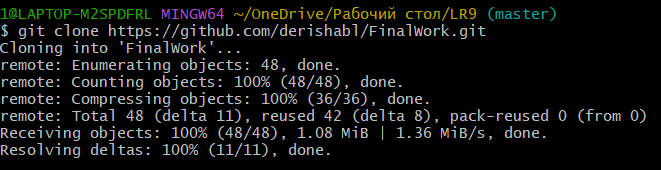 1@LAPTOP-M2SPDFRL MINGW64 ~/OneDrive/Рабочий стол/LR9 (master)
$ git clone https://github.com/derishabl/FinalWork.git
Cloning into 'FinalWork'...
remote: Enumerating objects: 48, done.
remote: Counting objects: 100% (48/48), done.
remote: Compressing objects: 100% (36/36), done.
remote: Total 48 (delta 11), reused 42 (delta 8), pack-reused 0 (from 0)
Receiving objects: 100% (48/48), 1.08 MiB | 1.36 MiB/s, done.
Resolving deltas: 100% (11/11), done.